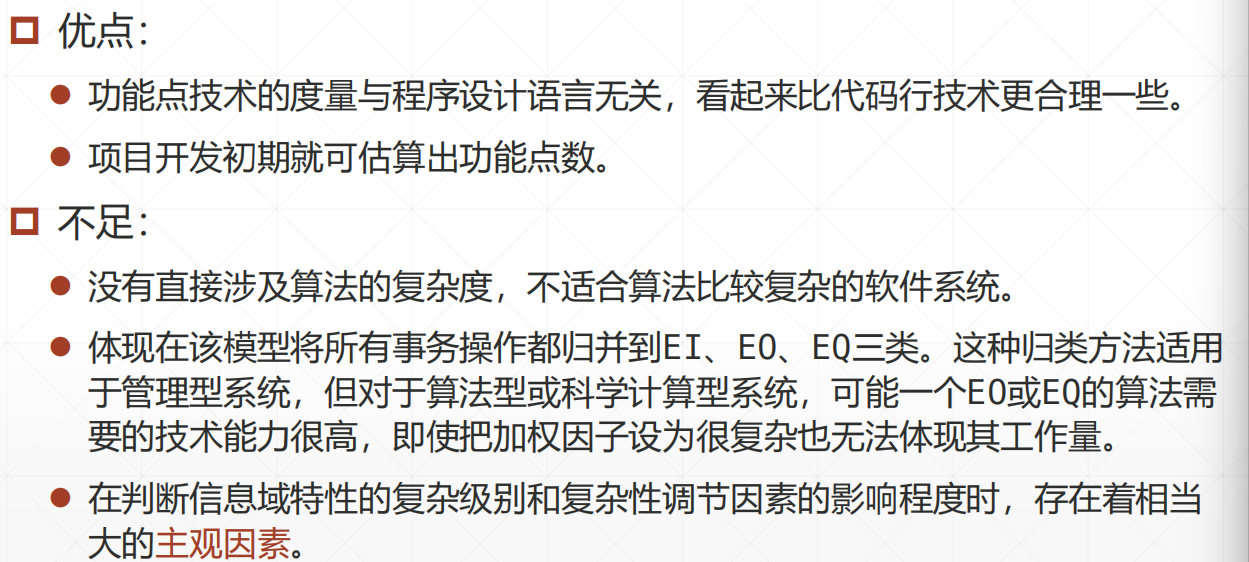 优点：
功能点技术的度量与程序设计语言无关，看起来比代码行技术更合理一些。
项目开发初期就可估算出功能点数。
不足：
没有直接涉及算法的复杂度，不适合算法比较复杂的软件系统。
体现在该模型将所有事务操作都归并到EI、EO、EQ三类。这种归类方法适用
于管理型系统，但对于算法型或科学计算型系统，可能一个EO或EQ的算法需
要的技术能力很高，即使把加权因子设为很复杂也无法体现其工作量。
在判断信息域特性的复杂级别和复杂性调节因素的影响程度时，存在着相当
大的主观因素。